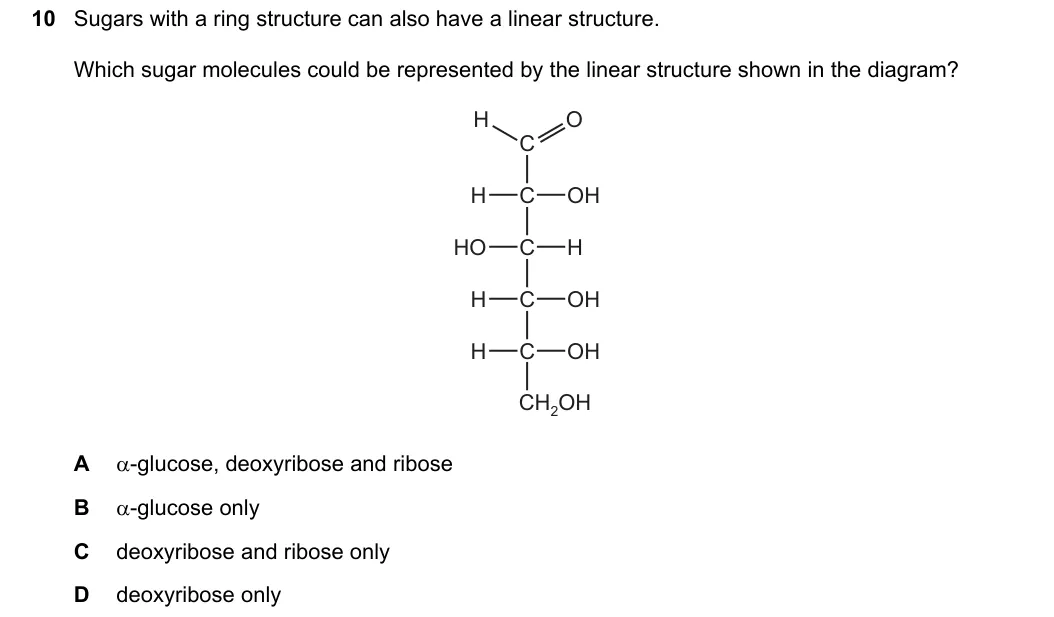 10 Sugars with a ring structure can also have a linear structure.
Which sugar molecules could be represented by the linear structure shown in the diagram?
H O
C
H C OH
HO C H
H C OH
H C OH
CH₂OH
A α-glucose, deoxyribose and ribose
B α-glucose only
C deoxyribose and ribose only
D deoxyribose only